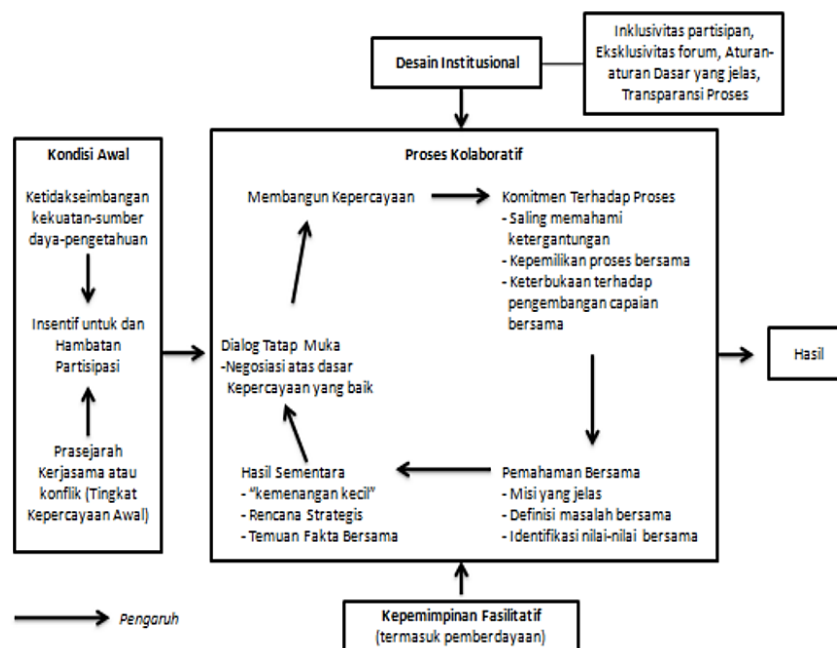 Desain Institusional
Inklusivitas partisipan,
Eksklusivitas forum, Aturan-
aturan Dasar yang jelas,
Transparansi Proses
Kondisi Awal
Ketidakseimbangan
kekuatan-sumber
daya-pengetahuan
Insentif untuk dan
Hambatan
Partisipasi
Prasejarah
Kerjasama atau
konflik (Tingkat
Kepercayaan Awal)
Proses Kolaboratif
Membangun Kepercayaan
Komitmen Terhadap Proses
- Saling memahami
ketergantungan
- Kepemilikan proses bersama
- Keterbukaan terhadap
pengembangan capaian
bersama
Dialog Tatap Muka
-Negosiasi atas dasar
Kepercayaan yang baik
Hasil Sementara
- “kemenangan kecil”
- Rencana Strategis
- Temuan Fakta Bersama
Pemahaman Bersama
- Misi yang jelas
- Definisi masalah bersama
- Identifikasi nilai-nilai bersama
Hasil
Pengaruh
Kepemimpinan Fasilitatif
(termasuk pemberdayaan)